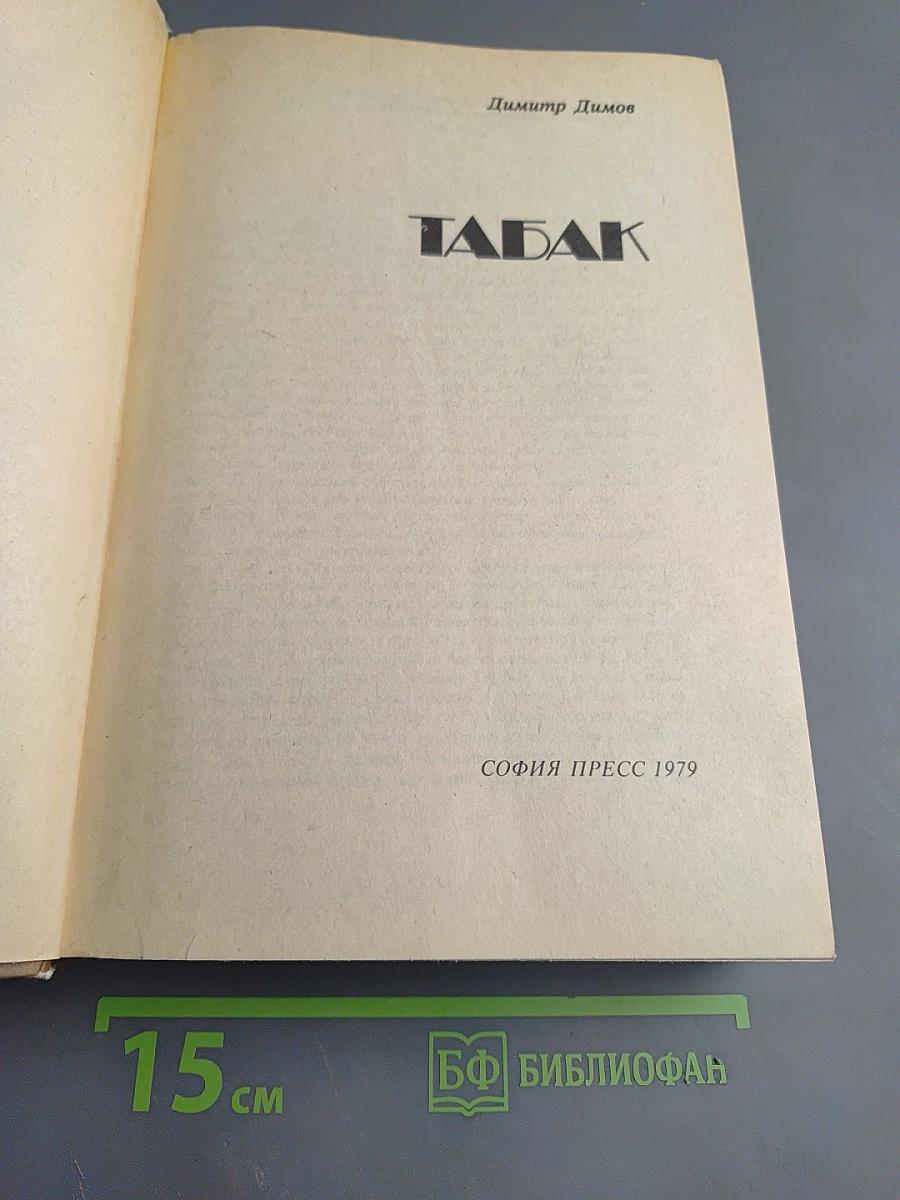 Димитр Димов
ТАБАК
СОФИЯ ПРЕСС 1979
15 см
БФ БИБЛИОФАН